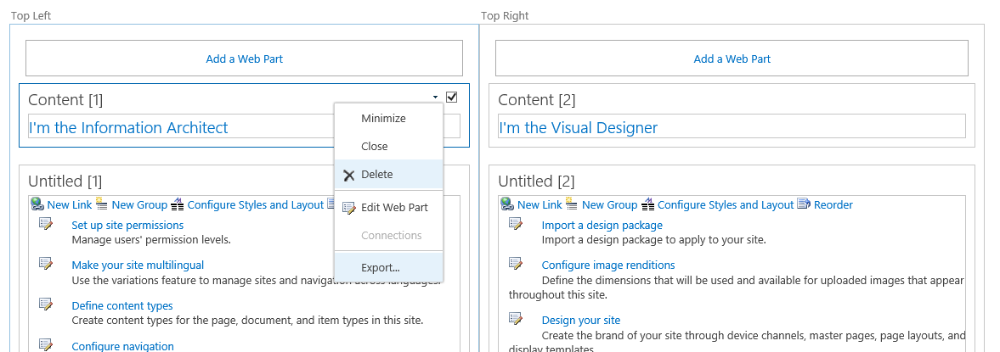 Top Left
Add a Web Part
Content [1]
I'm the Information Architect
Minimize
Close
Delete
Edit Web Part
Connections
Export...
Untitled [1]
New Link New Group Configure Styles and Layout
Set up site permissions
Manage users' permission levels.
Make your site multilingual
Use the variations feature to manage sites and navigation across languages.
Define content types
Create content types for the page, document, and item types in this site.
Configure navigation
Top Right
Add a Web Part
Content [2]
I'm the Visual Designer
Untitled [2]
New Link New Group Configure Styles and Layout Reorder
Import a design package
Import a design package to apply to your site.
Configure image renditions
Define the dimensions that will be used and available for uploaded images that appear
throughout this site.
Design your site
Create the brand of your site through device channels, master pages, page layouts, and
display templates.